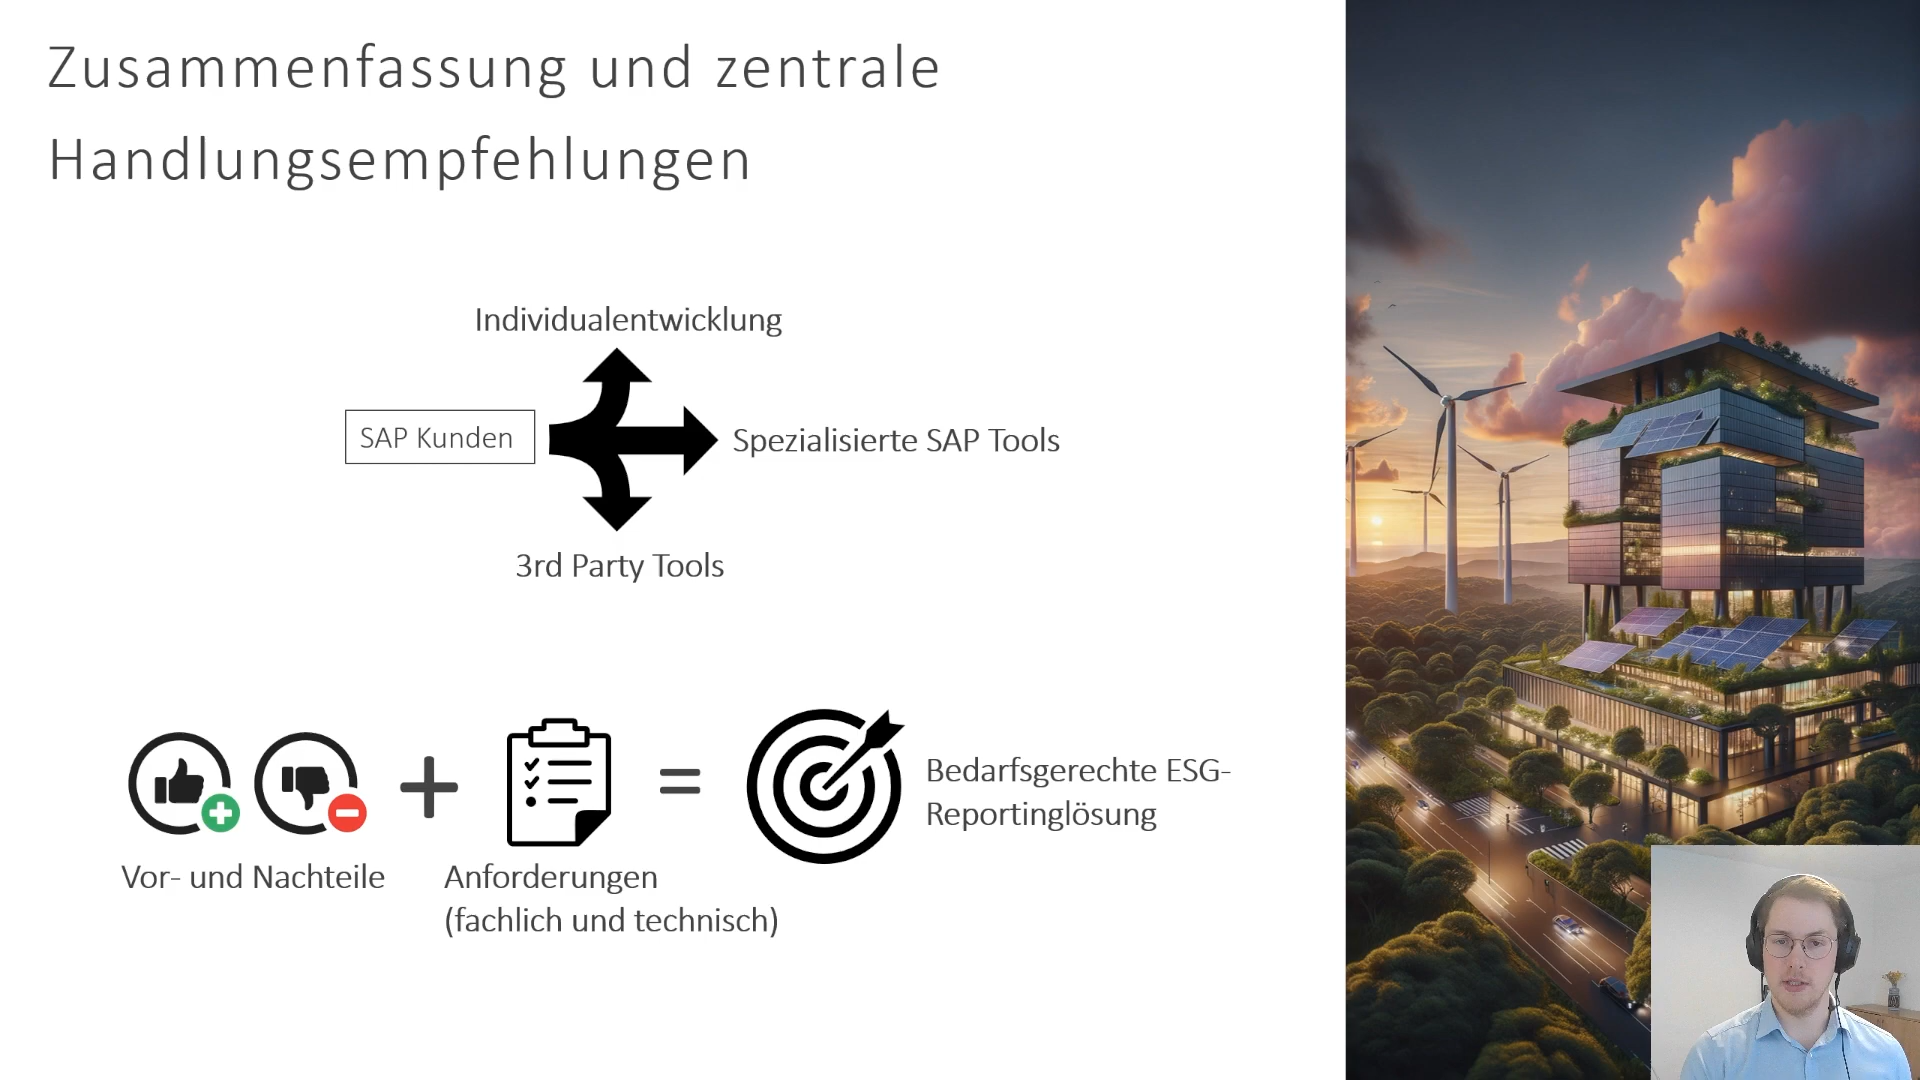 Zusammenfassung und zentrale
Handlungsempfehlungen
Individualentwicklung
SAP Kunden
Spezialisierte SAP Tools
3rd Party Tools
Bedarfsgerechte ESG-
Reportinglösung
Vor- und Nachteile
Anforderungen
(fachlich und technisch)